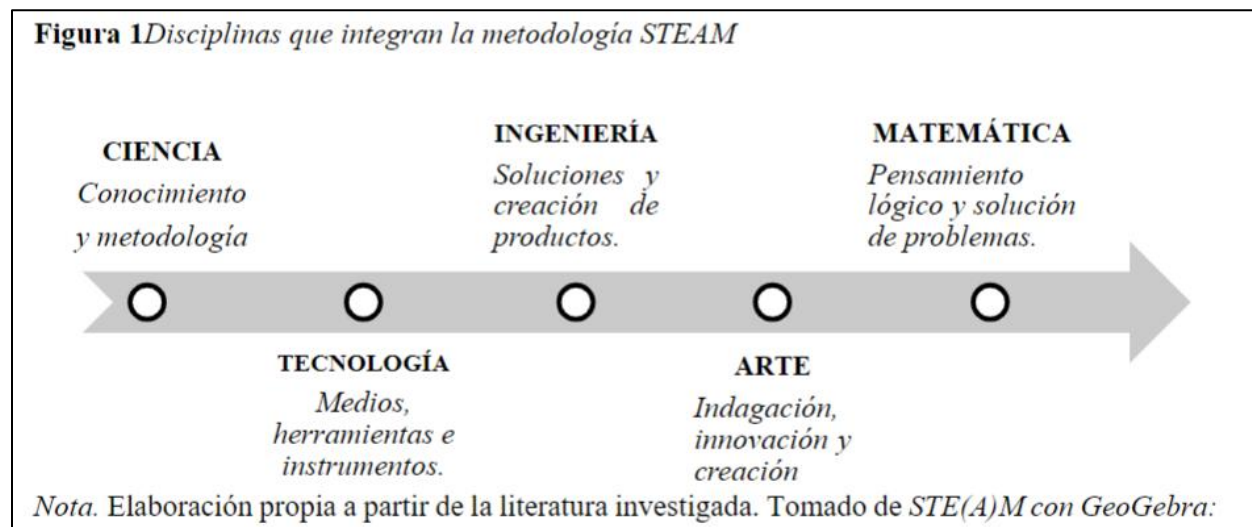 Figura 1Disciplinas que integran la metodología STEAM
CIENCIA
Conocimiento
y metodología
TECNOLOGÍA
Medios,
herramientas e
instrumentos.
INGENIERÍA
Soluciones y
creación de
productos.
ARTE
Indagación,
innovación y
creación
MATEMÁTICA
Pensamiento
lógico y solución
de problemas.
Nota. Elaboración propia a partir de la literatura investigada. Tomado de STE(A)M con GeoGebra: